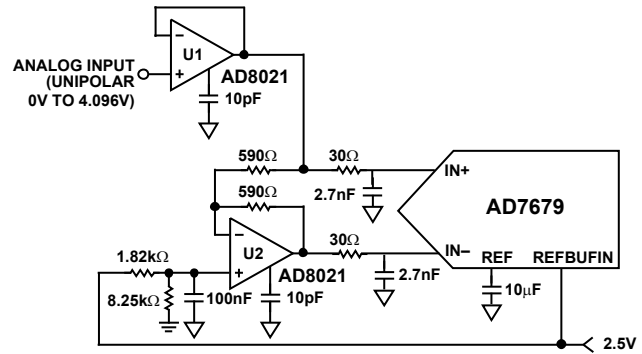 U1
ANALOG INPUT
(UNIPOLAR
0V TO 4.096V)
AD8021
10pF
590Ω
30Ω
IN+
590Ω
2.7nF
AD7679
U2
30Ω
IN–
1.82kΩ
AD8021
REF
REFBUFIN
8.25kΩ
100nF
10pF
2.7nF
10µF
2.5V